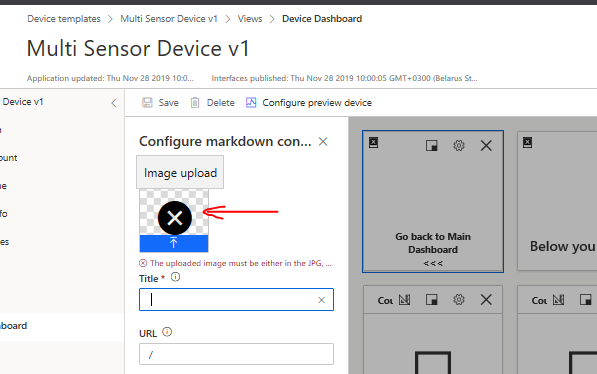 Device templates > Multi Sensor Device v1 > Views > Device Dashboard
Multi Sensor Device v1
Application updated: Thu Nov 28 2019 10:0... Interfaces published: Thu Nov 28 2019 10:00:05 GMT+0300 (Belarus St...
Device v1
Save Delete Configure preview device
Configure markdown con...
Image upload
ount
e
fo
es
Go back to Main
Dashboard
<<<
Below you
The uploaded image must be either in the JPG, ...
Title *
Cou
Co
board
URL
/